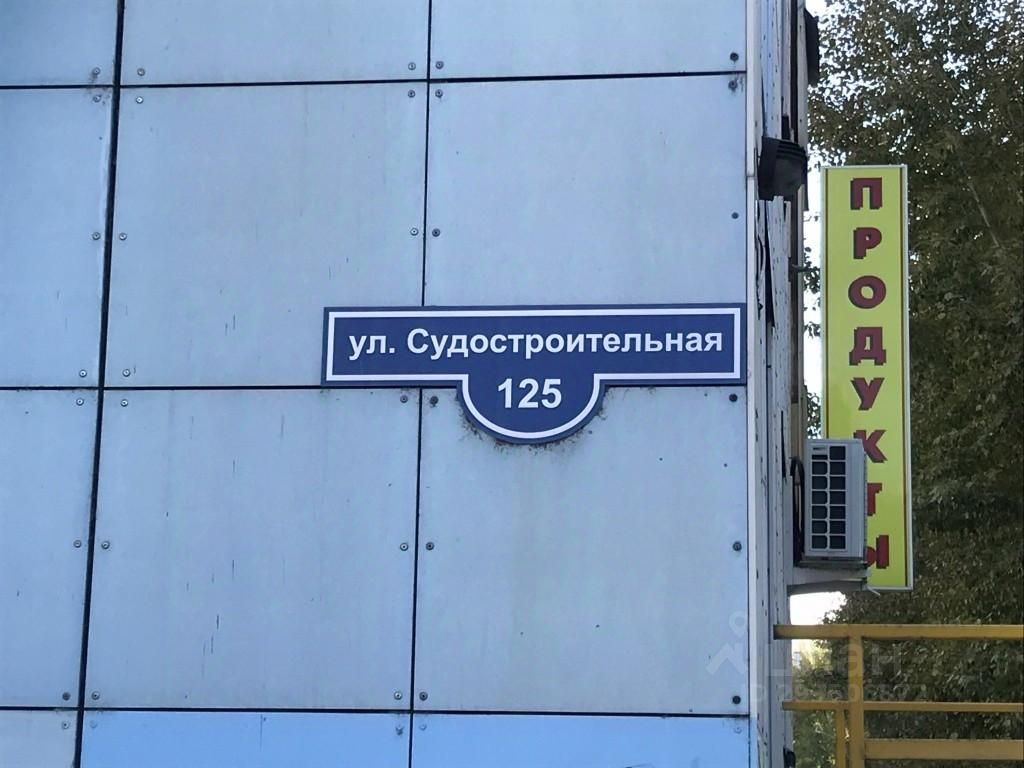 ул. Судостроительная
125
ПРОДУКТЫ